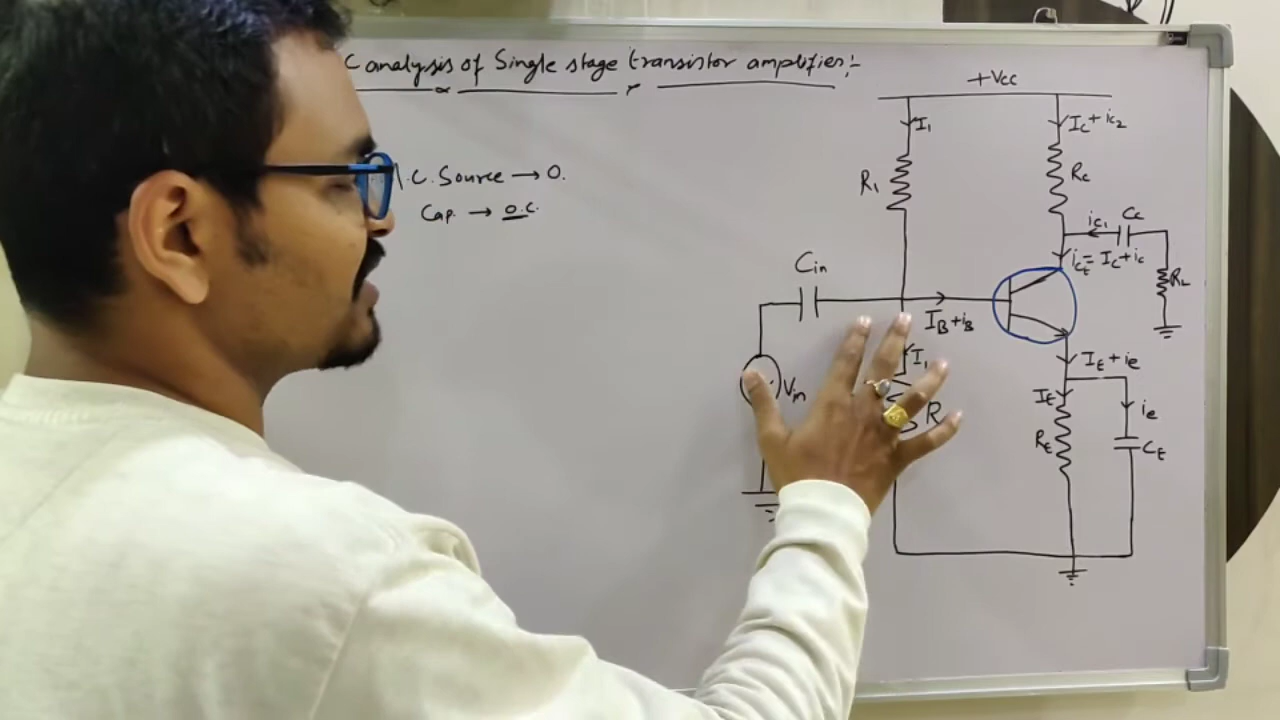 C analysis of Single stage transistor amplifier:-
+Vcc
I1
Ic + ic2
.C. Source → 0.
R1
Rc
Cap. → O.C.
ic1
Cc
icT = Ic + ic
RL
Cin
IB + iB
I1
IE + ie
Vin
R
IE
ie
RE
CE